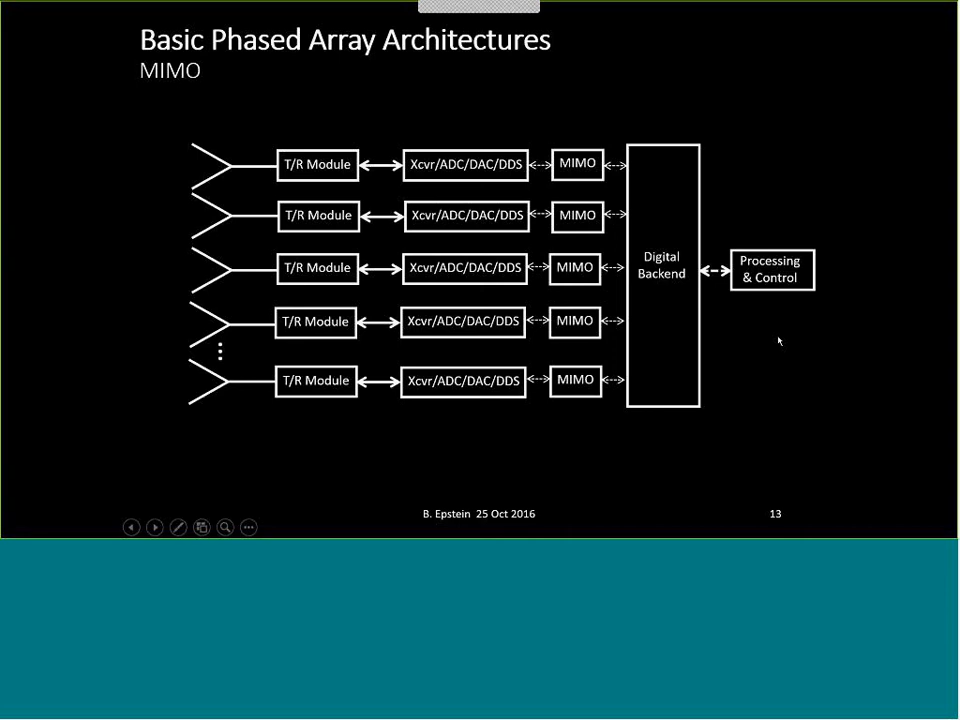 Basic Phased Array Architectures
MIMO
T/R Module
Xcvr/ADC/DAC/DDS
MIMO
T/R Module
Xcvr/ADC/DAC/DDS
MIMO
T/R Module
Xcvr/ADC/DAC/DDS
MIMO
Digital
Backend
Processing
& Control
T/R Module
Xcvr/ADC/DAC/DDS
MIMO
T/R Module
Xcvr/ADC/DAC/DDS
MIMO
B. Epstein 25 Oct 2016
13